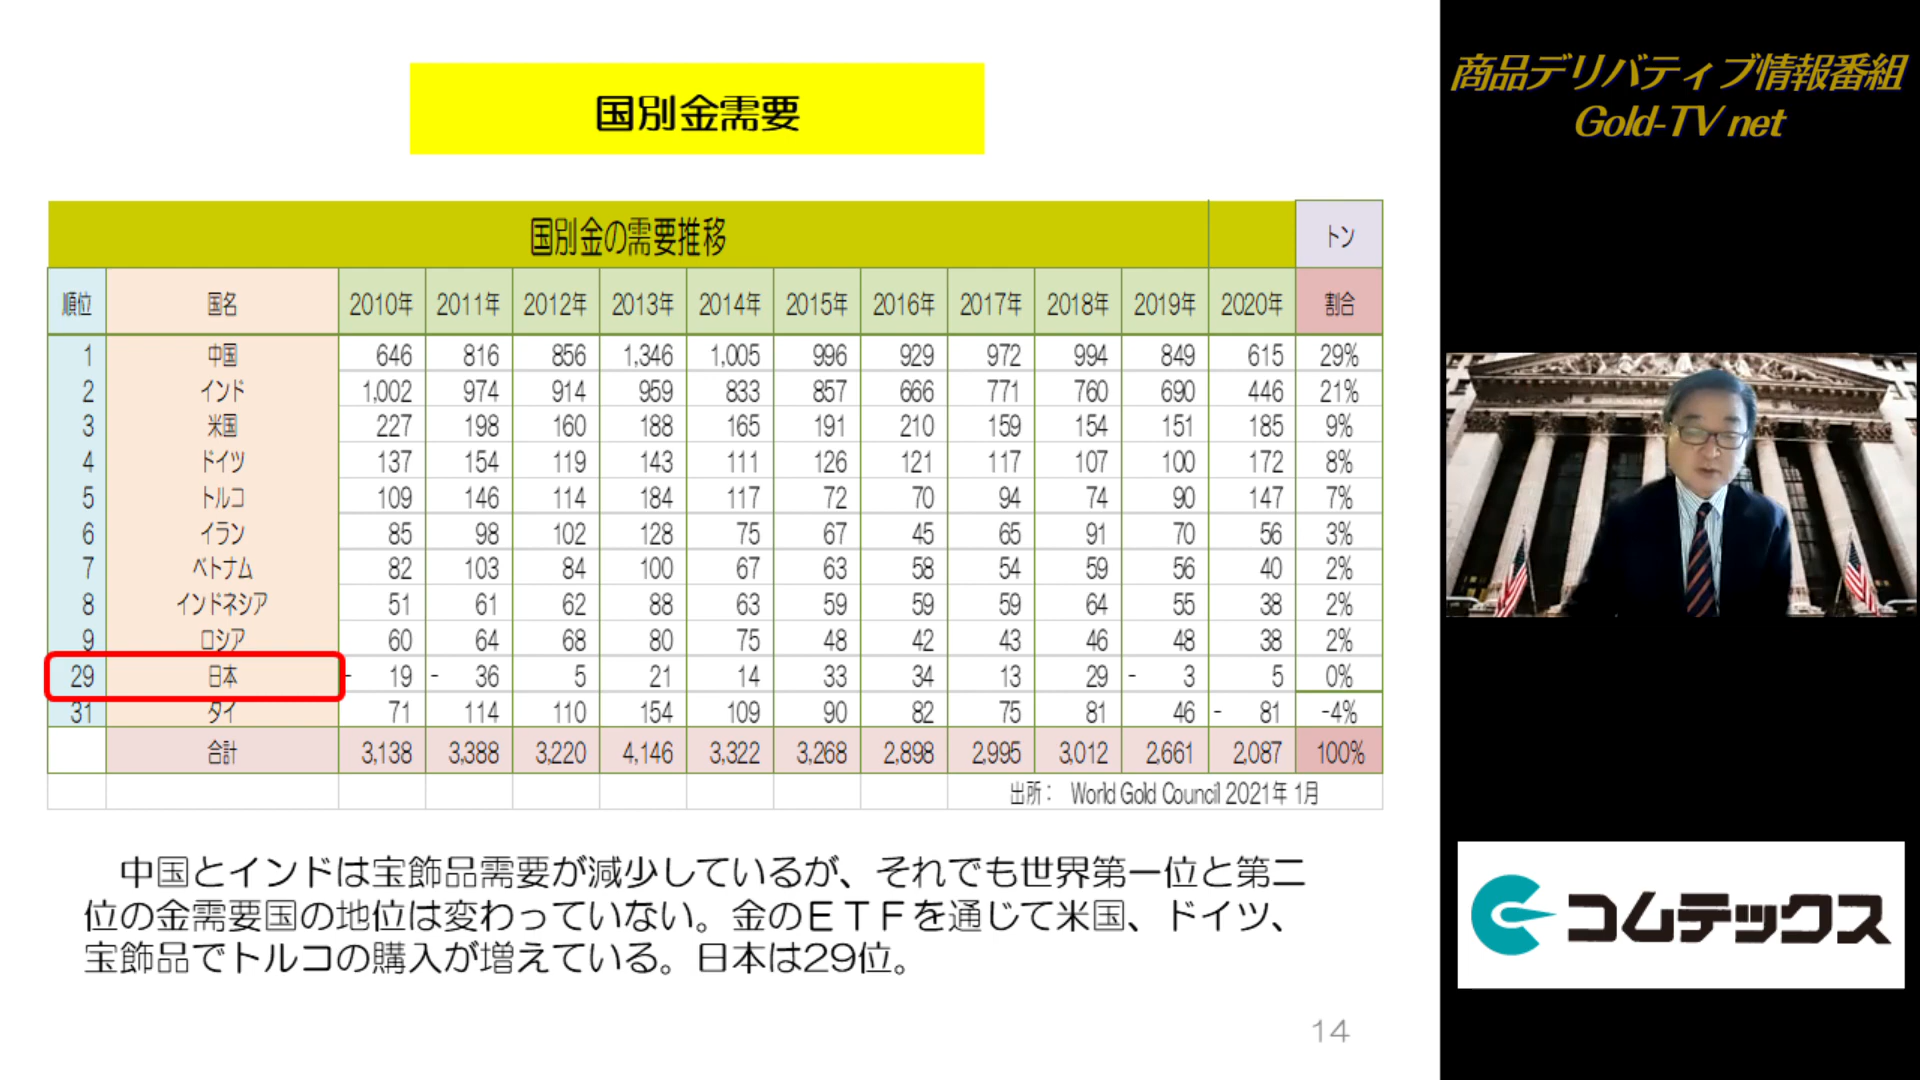 国別金需要
国別金の需要推移 トン
順位 国名 2010年 2011年 2012年 2013年 2014年 2015年 2016年 2017年 2018年 2019年 2020年 割合
1 中国 646 816 856 1,346 1,005 996 929 972 994 849 615 29%
2 インド 1,002 974 914 959 833 857 666 771 760 690 446 21%
3 米国 227 198 160 188 165 191 210 159 154 151 185 9%
4 ドイツ 137 154 119 143 111 126 121 117 107 100 172 8%
5 トルコ 109 146 114 184 117 72 70 94 74 90 147 7%
6 イラン 85 98 102 128 75 67 45 65 91 70 56 3%
7 ベトナム 82 103 84 100 67 63 58 54 59 56 40 2%
8 インドネシア 51 61 62 88 63 59 59 59 64 55 38 2%
9 ロシア 60 64 68 80 75 48 42 43 46 48 38 2%
29 日本 - 19 - 36 5 21 14 33 34 13 29 - 3 5 0%
31 タイ 71 114 110 154 109 90 82 75 81 46 - 81 -4%
合計 3,138 3,388 3,220 4,146 3,322 3,268 2,898 2,995 3,012 2,661 2,087 100%
出所： World Gold Council 2021年 1月
中国とインドは宝飾品需要が減少しているが、それでも世界第一位と第二
位の金需要国の地位は変わっていない。金のＥＴＦを通じて米国、ドイツ、
宝飾品でトルコの購入が増えている。日本は29位。
14
商品デリバティブ情報番組
Gold-TV net
コムテックス